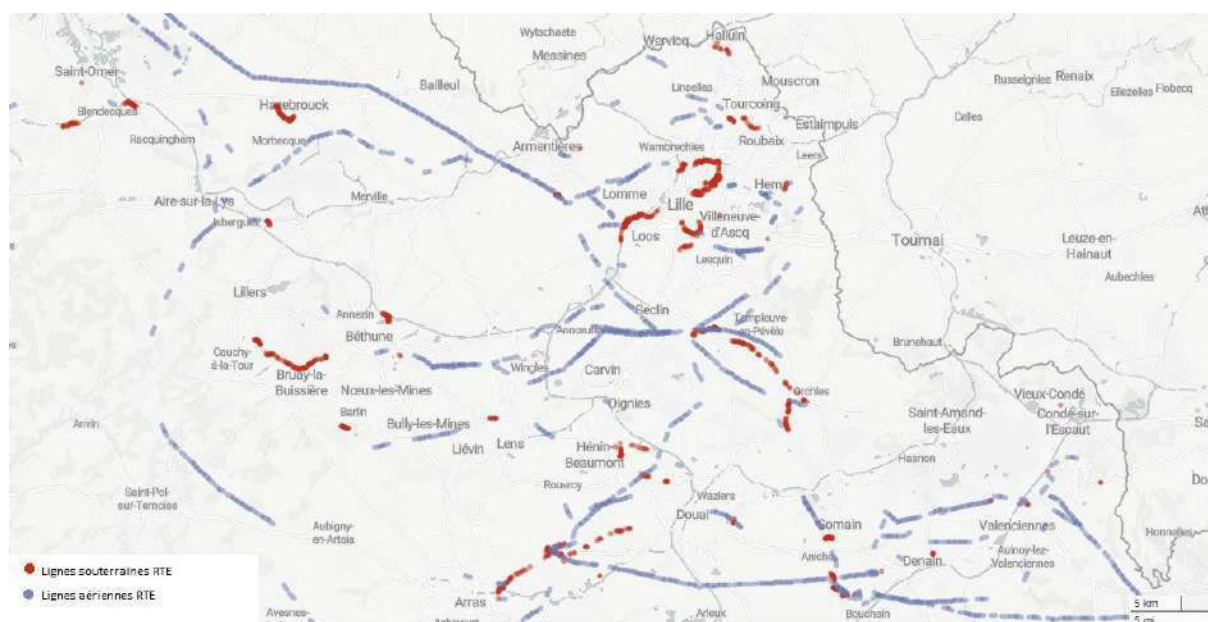 Wytschaete
Messines
Wervicq
Halluin
Saint-Omer
Bailleul
Linselles
Mouscron
Russeignies
Renaix
Ellezelles
Flobecq
Blendecques
Hazebrouck
Tourcoing
Estaimpuis
Celles
Racquinghem
Morbecque
Armentières
Wambrechies
Roubaix
Leers
Aire-sur-la-Lys
Merville
Lomme
Lille
Hem
Isbergues
Loos
Villeneuve-
d'Ascq
Tournai
Leuze-en-
Hainaut
Lesquin
Aubechies
Lillers
Annezin
Béthune
Seclin
Annœullin
Templeuve-
en-Pévèle
Brunehaut
Cauchy-
à-la-Tour
Bruay-la-
Buissière
Nœux-les-Mines
Wingles
Carvin
Orchies
Vieux-Condé
Condé-sur-
l'Escaut
Barlin
Bully-les-Mines
Oignies
Saint-Amand-
les-Eaux
Liévin
Lens
Hénin-
Beaumont
Hasnon
Saint-Pol-
sur-Ternoise
Rouvroy
Waziers
Douai
Somain
Valenciennes
Honnelles
Aubigny-
en-Artois
Aniche
Denain
Aulnoy-lez-
Valenciennes
Lignes souterraines RTE
Lignes aériennes RTE
Arras
Arleux
Bouchain
5 km
5 mi